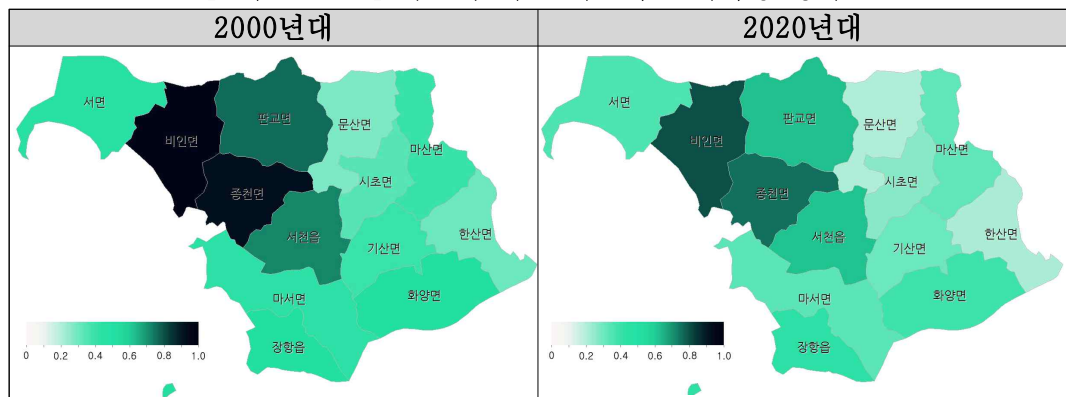 2000년대 2020년대
서면 비인면 판교면 문산면 마산면
종천면 시초면
서천읍 기산면 한산면
마서면 화양면
장항읍
0 0.2 0.4 0.6 0.8 1.0
서면 비인면 판교면 문산면 마산면
종천면 시초면
서천읍 기산면 한산면
마서면 화양면
장항읍
0 0.2 0.4 0.6 0.8 1.0